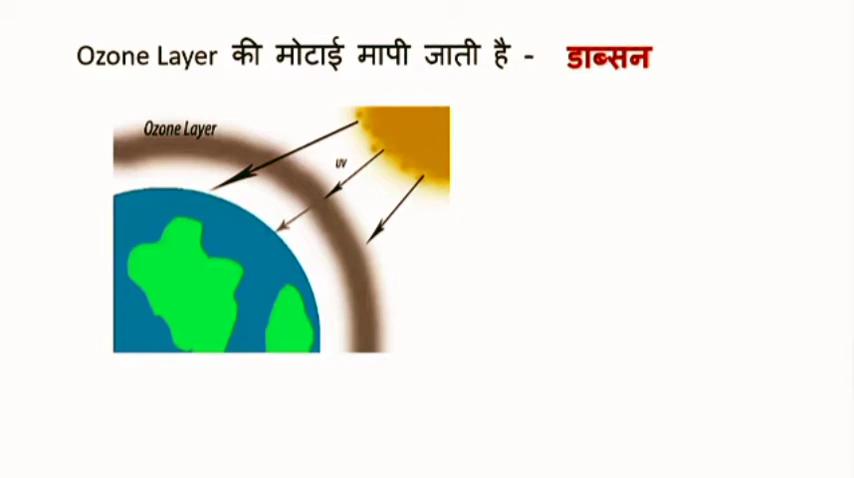 Ozone Layer की मोटाई मापी जाती है - डाब्सन
Ozone Layer
UV